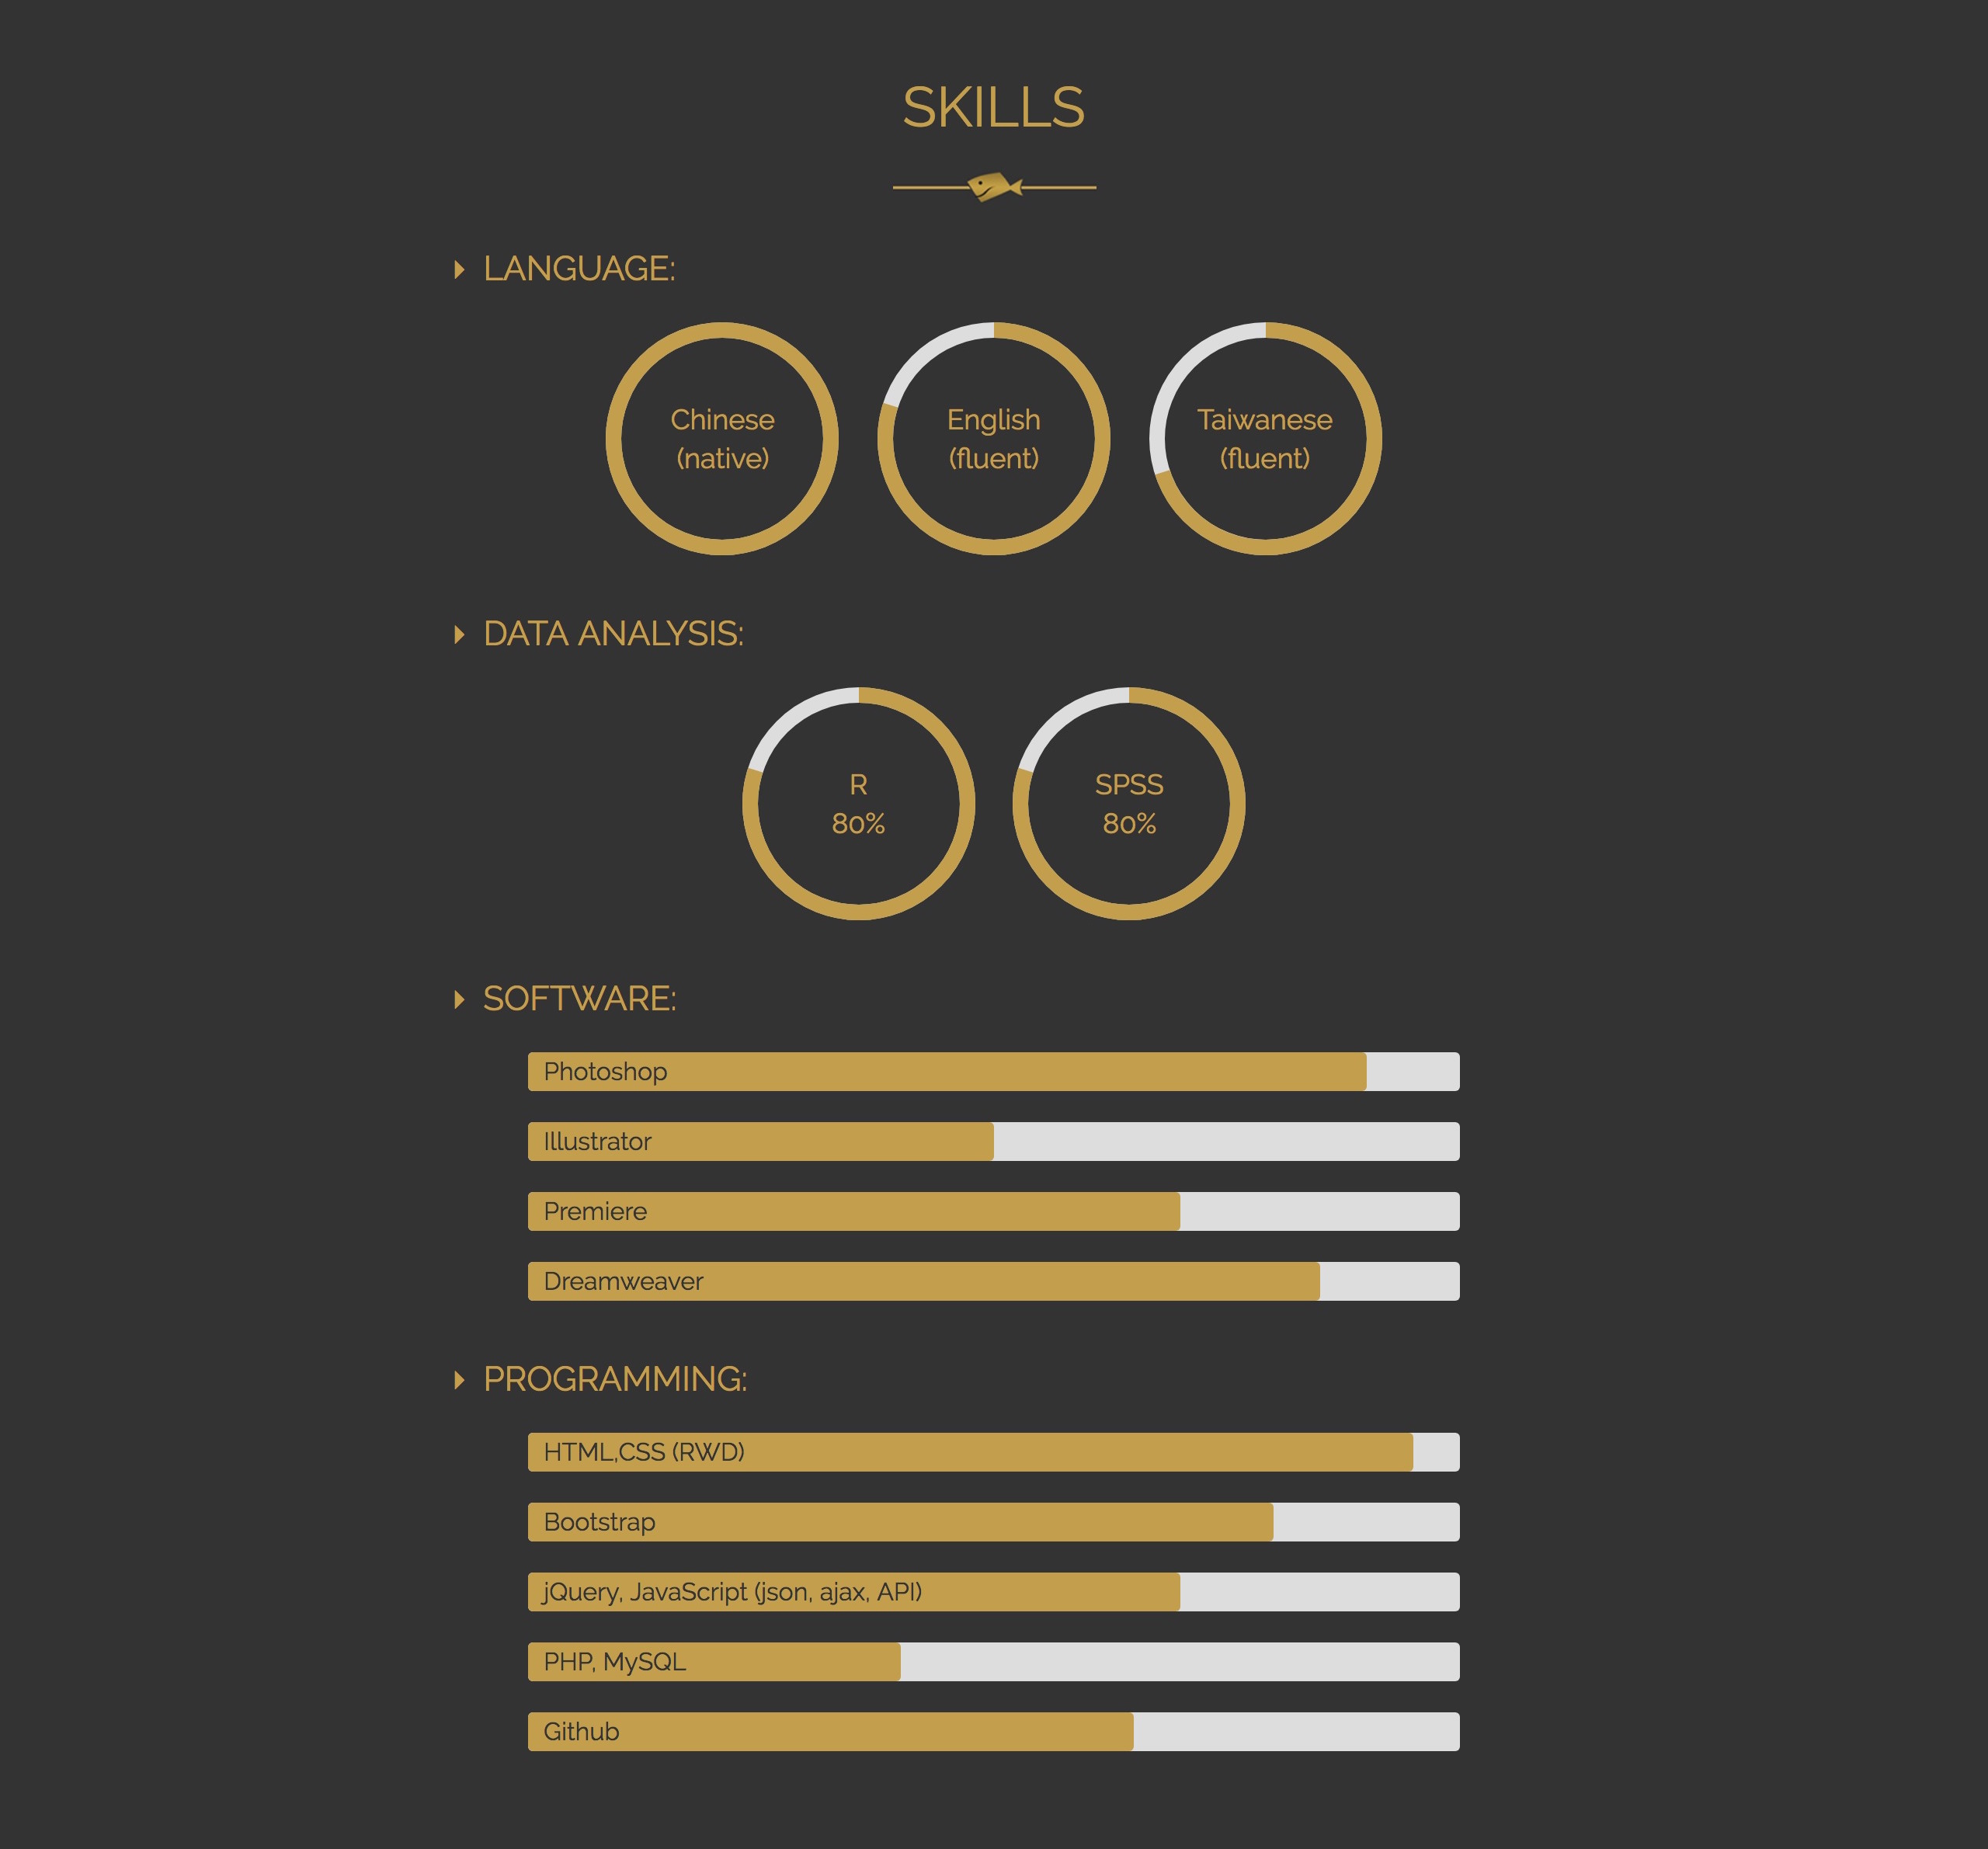 SKILLS
LANGUAGE:
Chinese
(native)
English
(fluent)
Taiwanese
(fluent)
DATA ANALYSIS:
R
80%
SPSS
80%
SOFTWARE:
Photoshop
Illustrator
Premiere
Dreamweaver
PROGRAMMING:
HTML,CSS (RWD)
Bootstrap
jQuery, JavaScript (json, ajax, API)
PHP, MySQL
Github